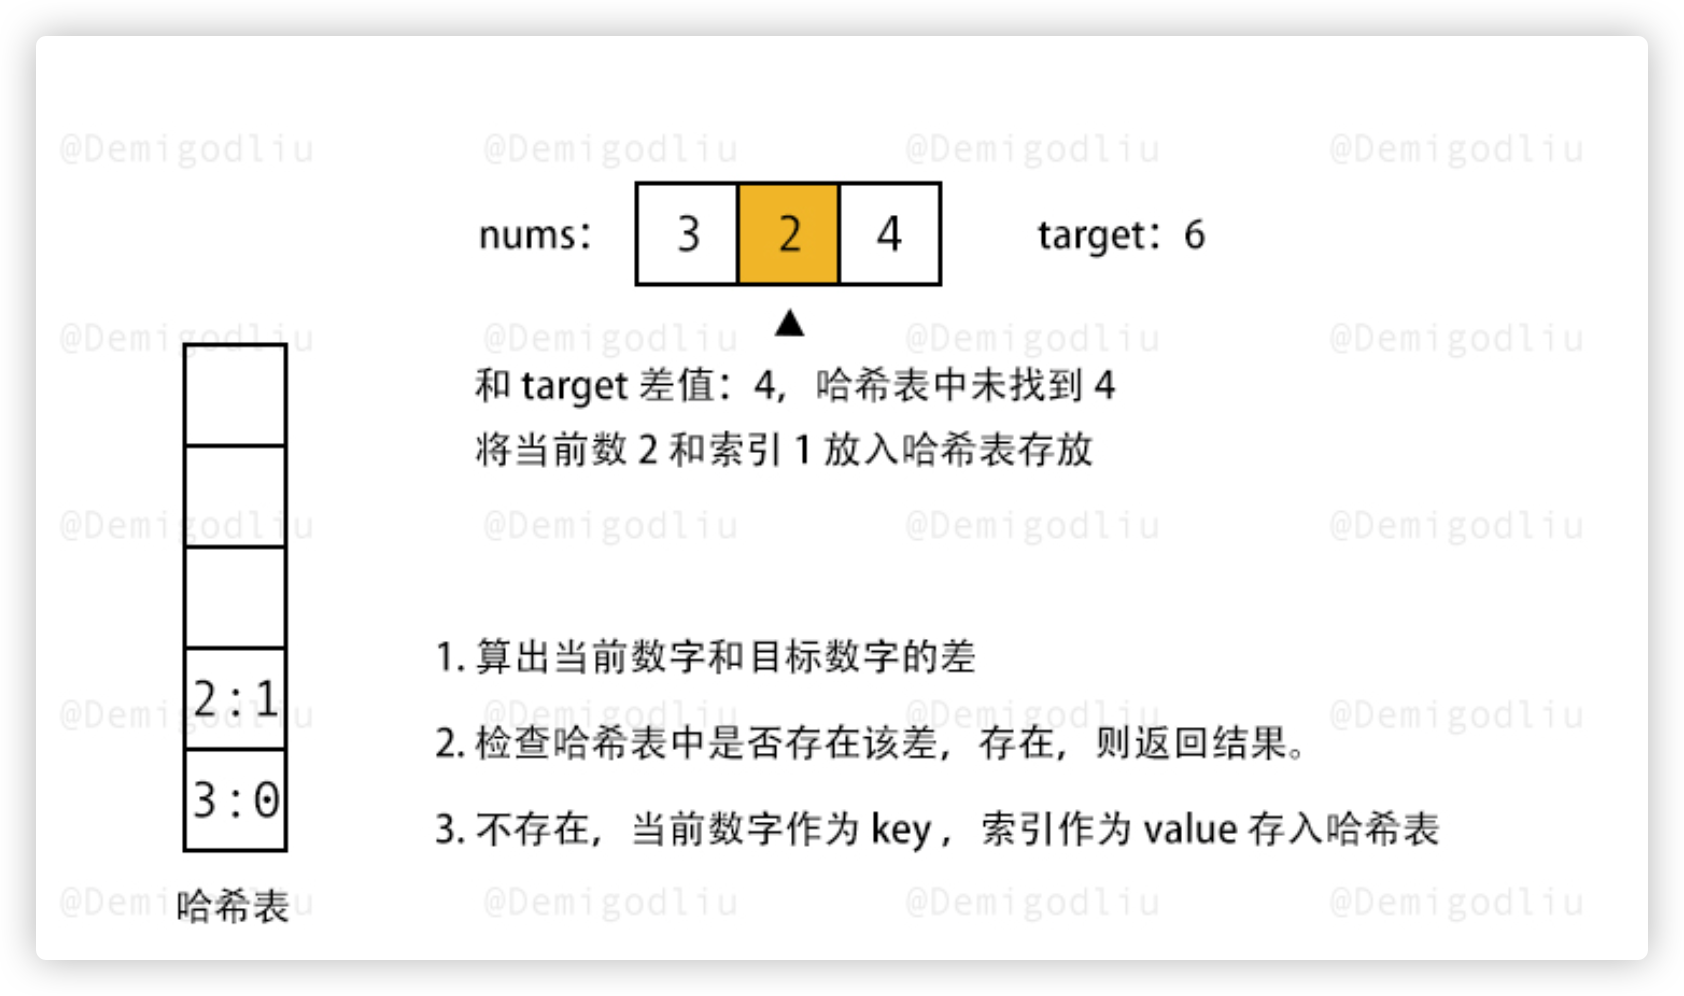 @Demigodliu @Demigodliu @Demigodliu @Demigodliu
nums： 3 2 4 target：6
@Demigodliu @Demigodliu @Demigodliu @Demigodliu
和 target 差值：4，哈希表中未找到 4
将当前数 2 和索引 1 放入哈希表存放
@Demigodliu @Demigodliu @Demigodliu @Demigodliu
1. 算出当前数字和目标数字的差
2:1
@Demigodliu @Demigodliu @Demigodliu @Demigodliu
2. 检查哈希表中是否存在该差，存在，则返回结果。
3:0
3. 不存在，当前数字作为 key ，索引作为 value 存入哈希表
@Demigodliu @Demigodliu @Demigodliu @Demigodliu
哈希表